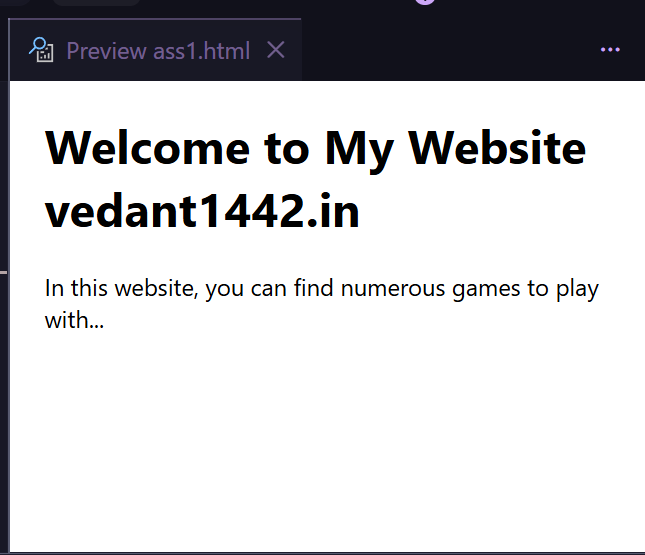 Preview ass1.html
Welcome to My Website
vedant1442.in
In this website, you can find numerous games to play
with...